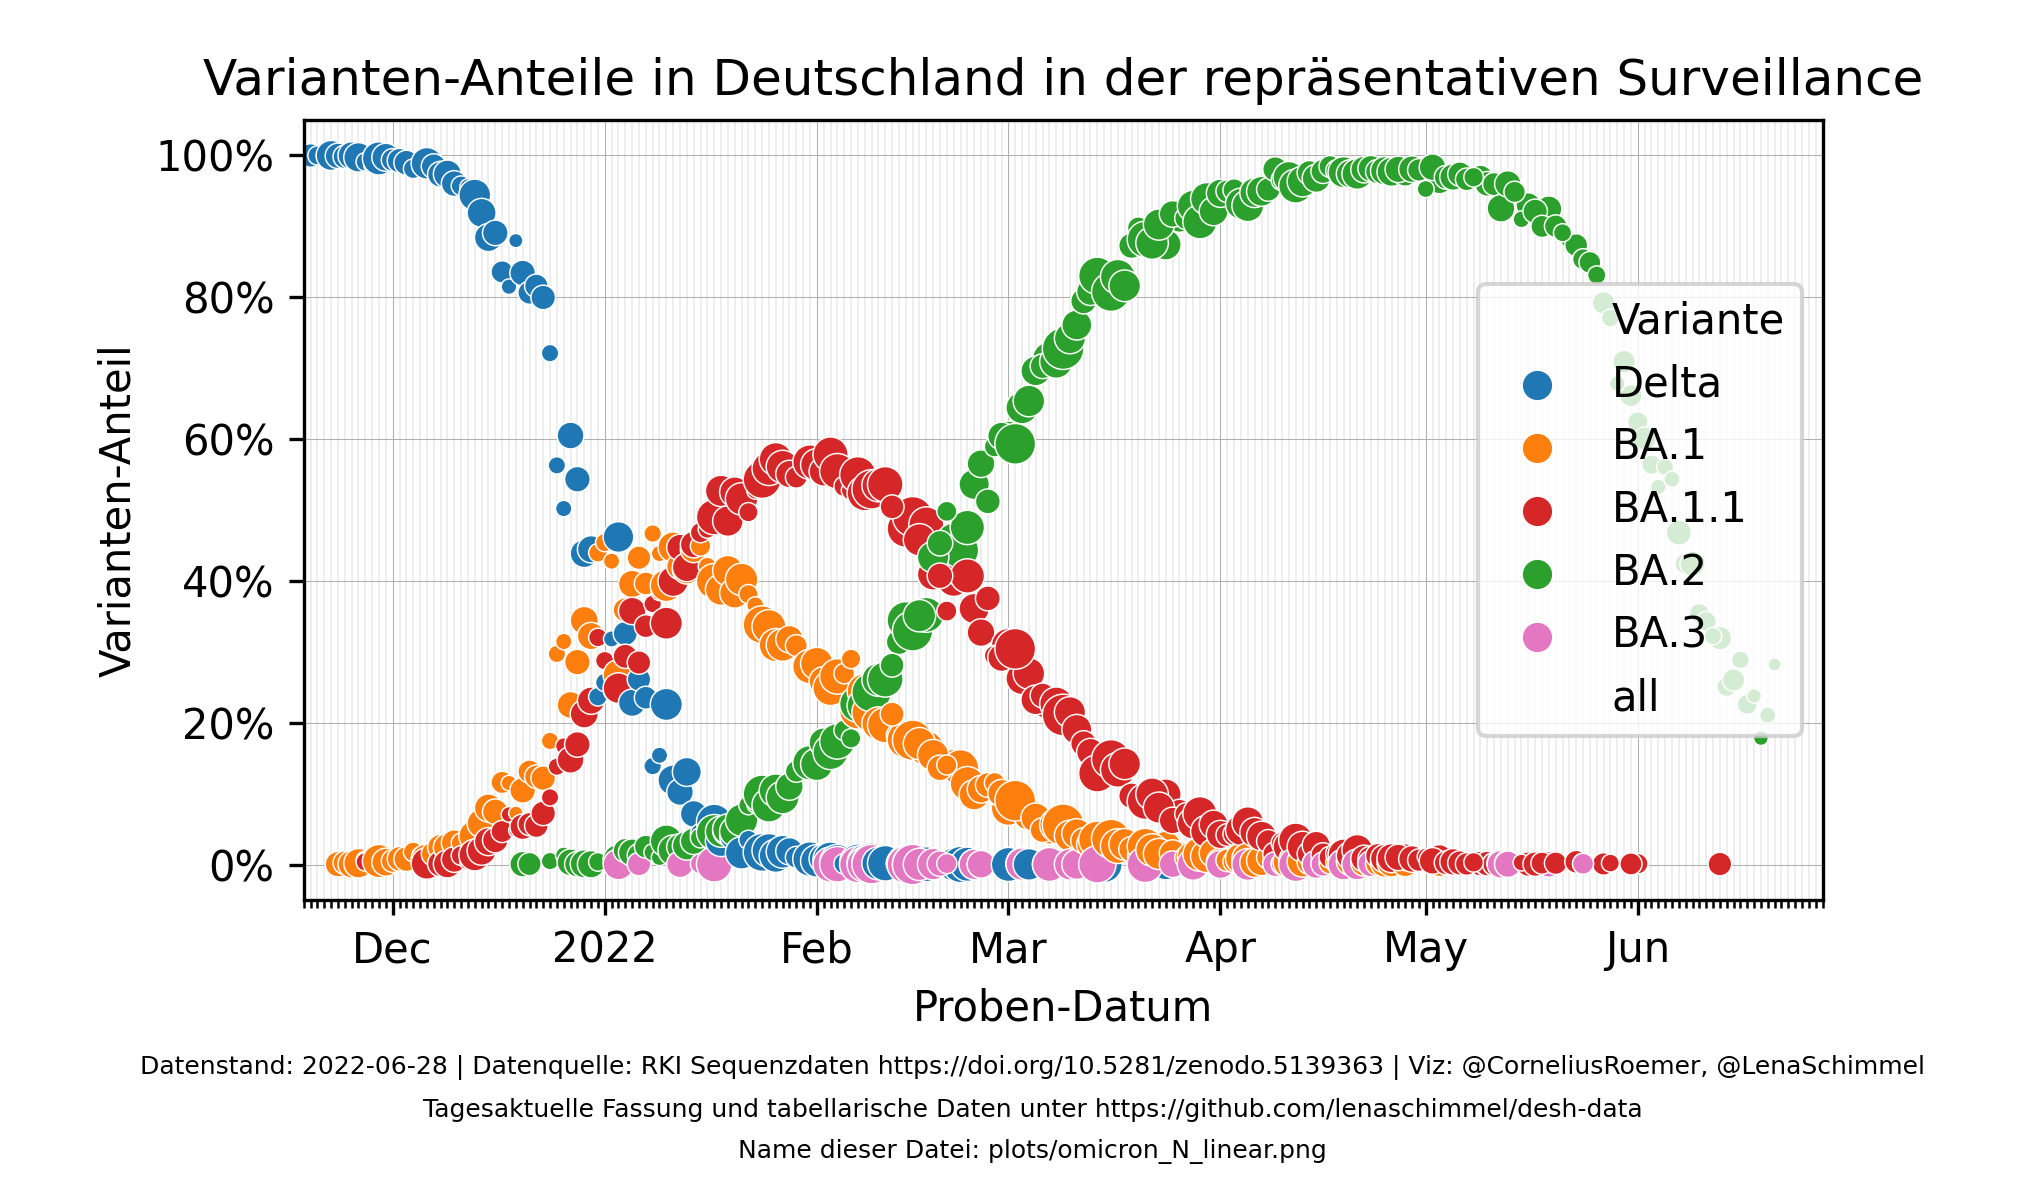 Varianten-Anteile in Deutschland in der repräsentativen Surveillance
Varianten-Anteil
100%
80%
60%
40%
20%
0%
Variante
Delta
BA.1
BA.1.1
BA.2
BA.3
all
Dec 2022 Feb Mar Apr May Jun
Proben-Datum
Datenstand: 2022-06-28 | Datenquelle: RKI Sequenzdaten https://doi.org/10.5281/zenodo.5139363 | Viz: @CorneliusRoemer, @LenaSchimmel
Tagesaktuelle Fassung und tabellarische Daten unter https://github.com/lenaschimmel/desh-data
Name dieser Datei: plots/omicron_N_linear.png